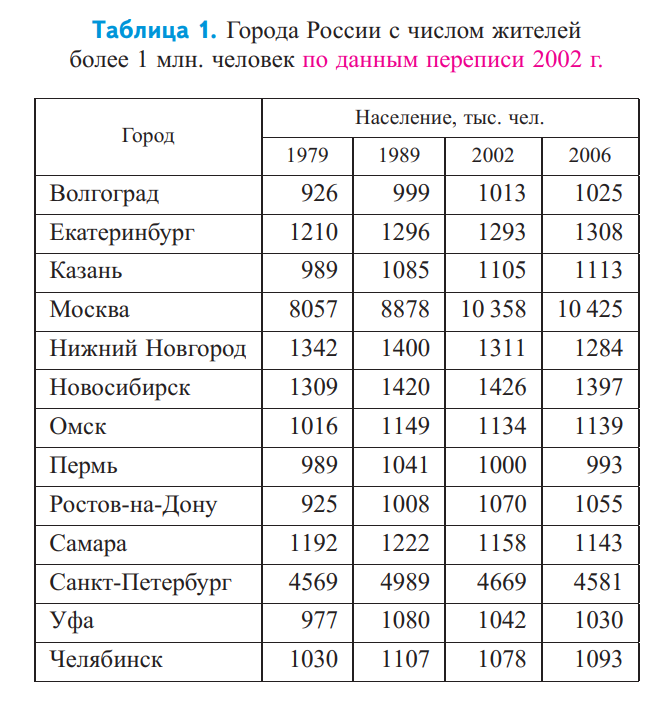 Таблица 1. Города России с числом жителей
более 1 млн. человек по данным переписи 2002 г.
Город Население, тыс. чел.
1979 1989 2002 2006
Волгоград 926 999 1013 1025
Екатеринбург 1210 1296 1293 1308
Казань 989 1085 1105 1113
Москва 8057 8878 10 358 10 425
Нижний Новгород 1342 1400 1311 1284
Новосибирск 1309 1420 1426 1397
Омск 1016 1149 1134 1139
Пермь 989 1041 1000 993
Ростов-на-Дону 925 1008 1070 1055
Самара 1192 1222 1158 1143
Санкт-Петербург 4569 4989 4669 4581
Уфа 977 1080 1042 1030
Челябинск 1030 1107 1078 1093